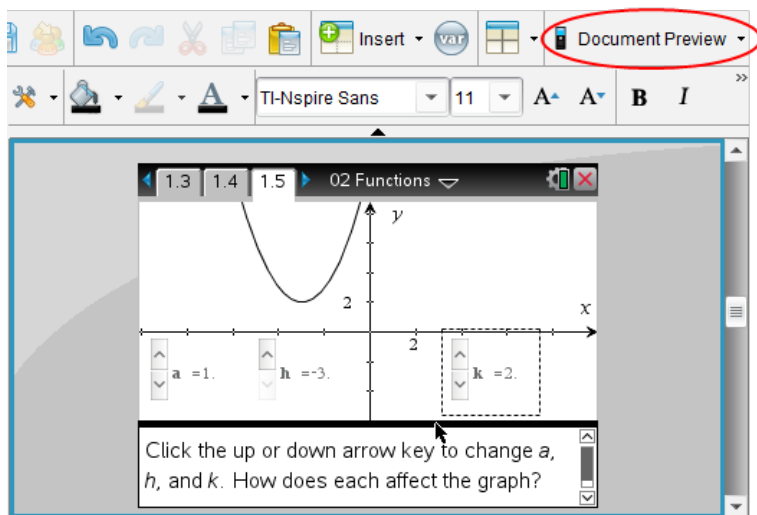 Insert var Document Preview
TI-Nspire Sans 11 A A B I
1.3 1.4 1.5 02 Functions
y
2
x
2
a =1. h =-3. k =2.
Click the up or down arrow key to change a,
h, and k. How does each affect the graph?